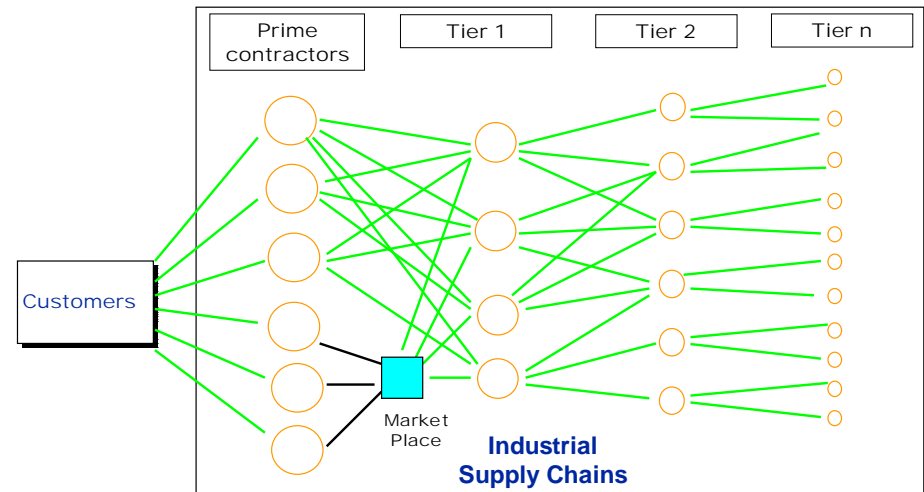 Prime
contractors
Tier 1
Tier 2
Tier n
Customers
Market
Place
Industrial
Supply Chains